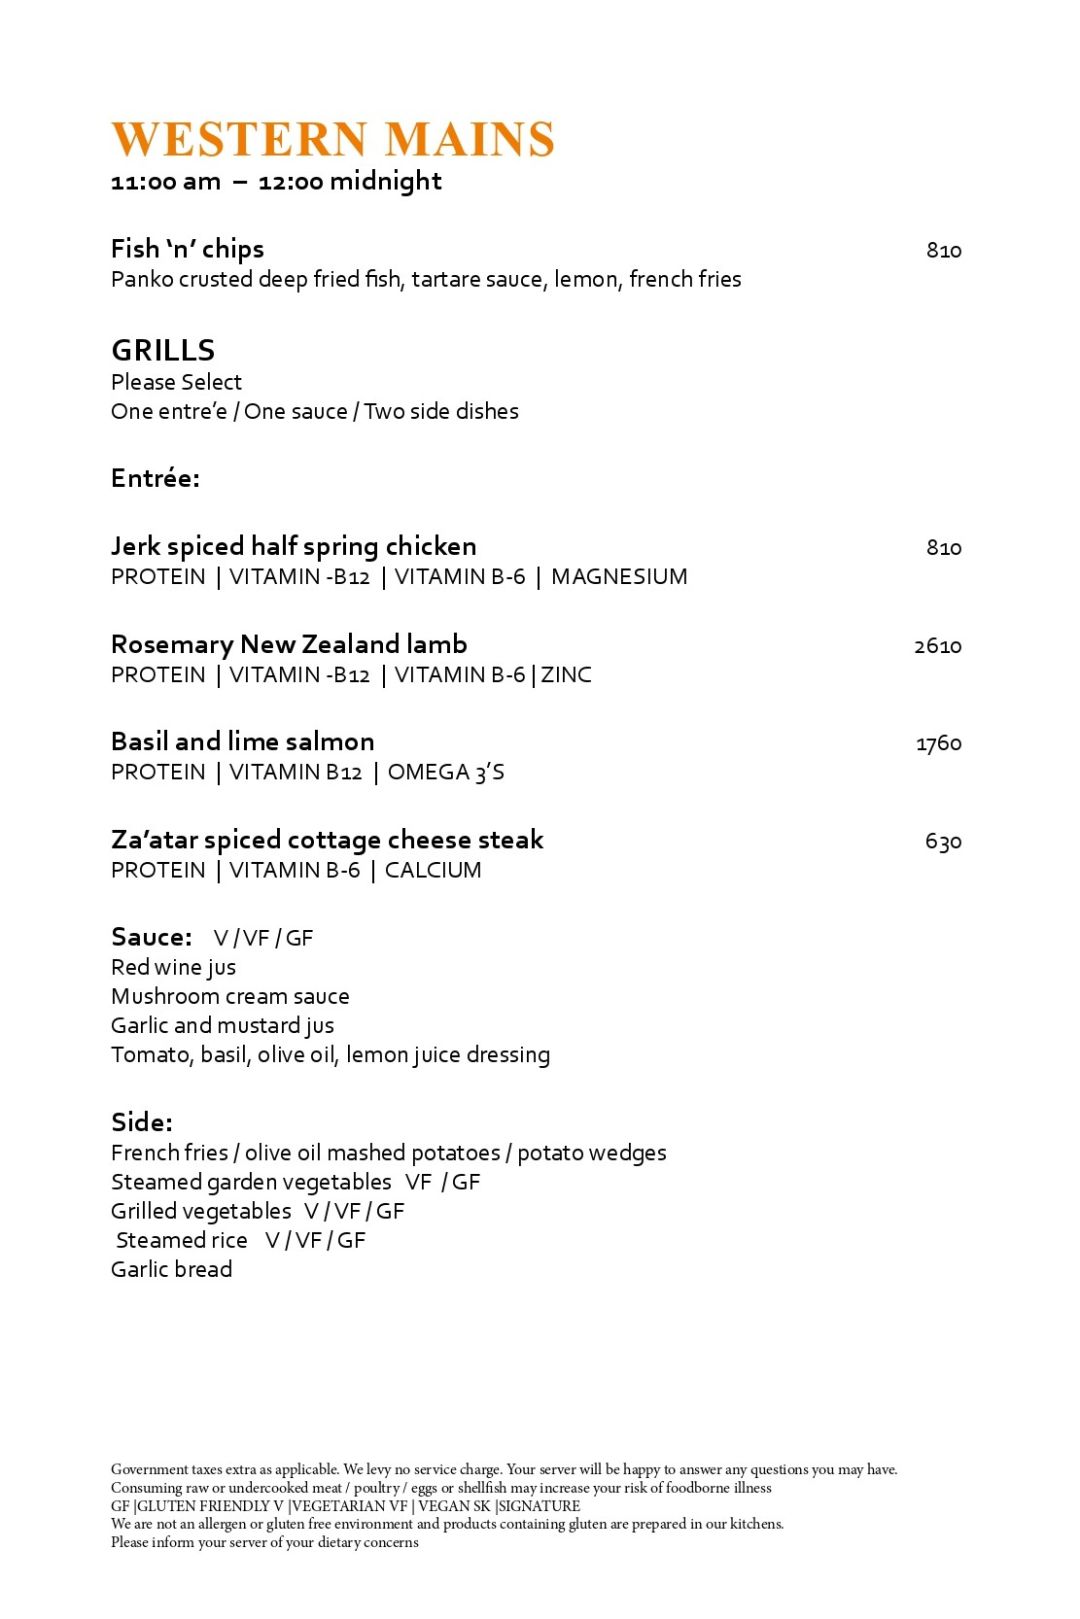 WESTERN MAINS
11:00 am – 12:00 midnight
Fish ‘n’ chips 810
Panko crusted deep fried fish, tartare sauce, lemon, french fries
GRILLS
Please Select
One entre’e / One sauce / Two side dishes
Entrée:
Jerk spiced half spring chicken 810
PROTEIN | VITAMIN -B12 | VITAMIN B-6 | MAGNESIUM
Rosemary New Zealand lamb 2610
PROTEIN | VITAMIN -B12 | VITAMIN B-6 | ZINC
Basil and lime salmon 1760
PROTEIN | VITAMIN B12 | OMEGA 3’S
Za’atar spiced cottage cheese steak 630
PROTEIN | VITAMIN B-6 | CALCIUM
Sauce: V / VF / GF
Red wine jus
Mushroom cream sauce
Garlic and mustard jus
Tomato, basil, olive oil, lemon juice dressing
Side:
French fries / olive oil mashed potatoes / potato wedges
Steamed garden vegetables VF / GF
Grilled vegetables V / VF / GF
Steamed rice V / VF / GF
Garlic bread
Government taxes extra as applicable. We levy no service charge. Your server will be happy to answer any questions you may have.
Consuming raw or undercooked meat / poultry / eggs or shellfish may increase your risk of foodborne illness
GF |GLUTEN FRIENDLY V |VEGETARIAN VF | VEGAN SK |SIGNATURE
We are not an allergen or gluten free environment and products containing gluten are prepared in our kitchens.
Please inform your server of your dietary concerns